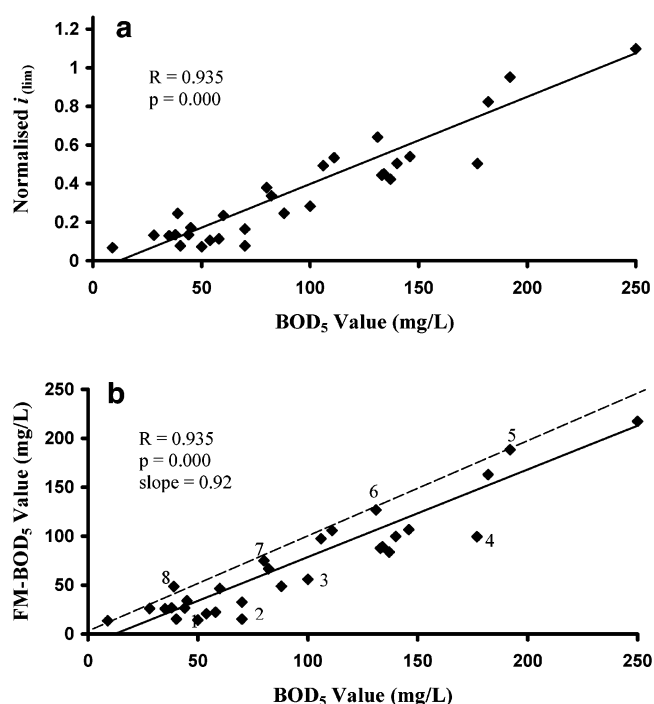 a
R = 0.935
p = 0.000
Normalised i (lim)
1.2
1
0.8
0.6
0.4
0.2
0
0 50 100 150 200 250
BOD5 Value (mg/L)
b
R = 0.935
p = 0.000
slope = 0.92
FM-BOD5 Value (mg/L)
250
200
150
100
50
0
5
6
7
4
8
3
1
2
0 50 100 150 200 250
BOD5 Value (mg/L)